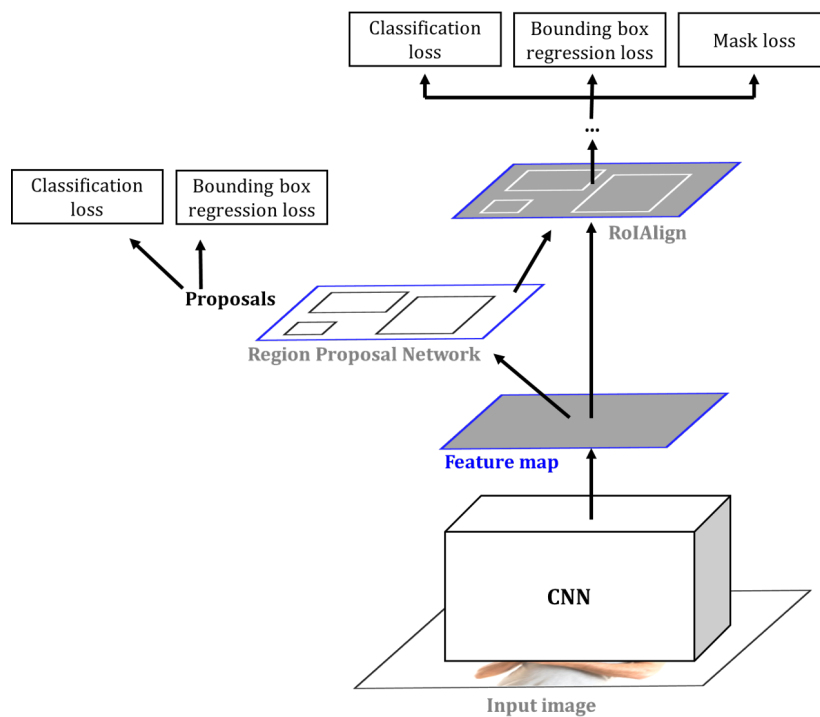 Classification
loss
Bounding box
regression loss
Mask loss
...
Classification
loss
Bounding box
regression loss
RoIAlign
Proposals
Region Proposal Network
Feature map
CNN
Input image